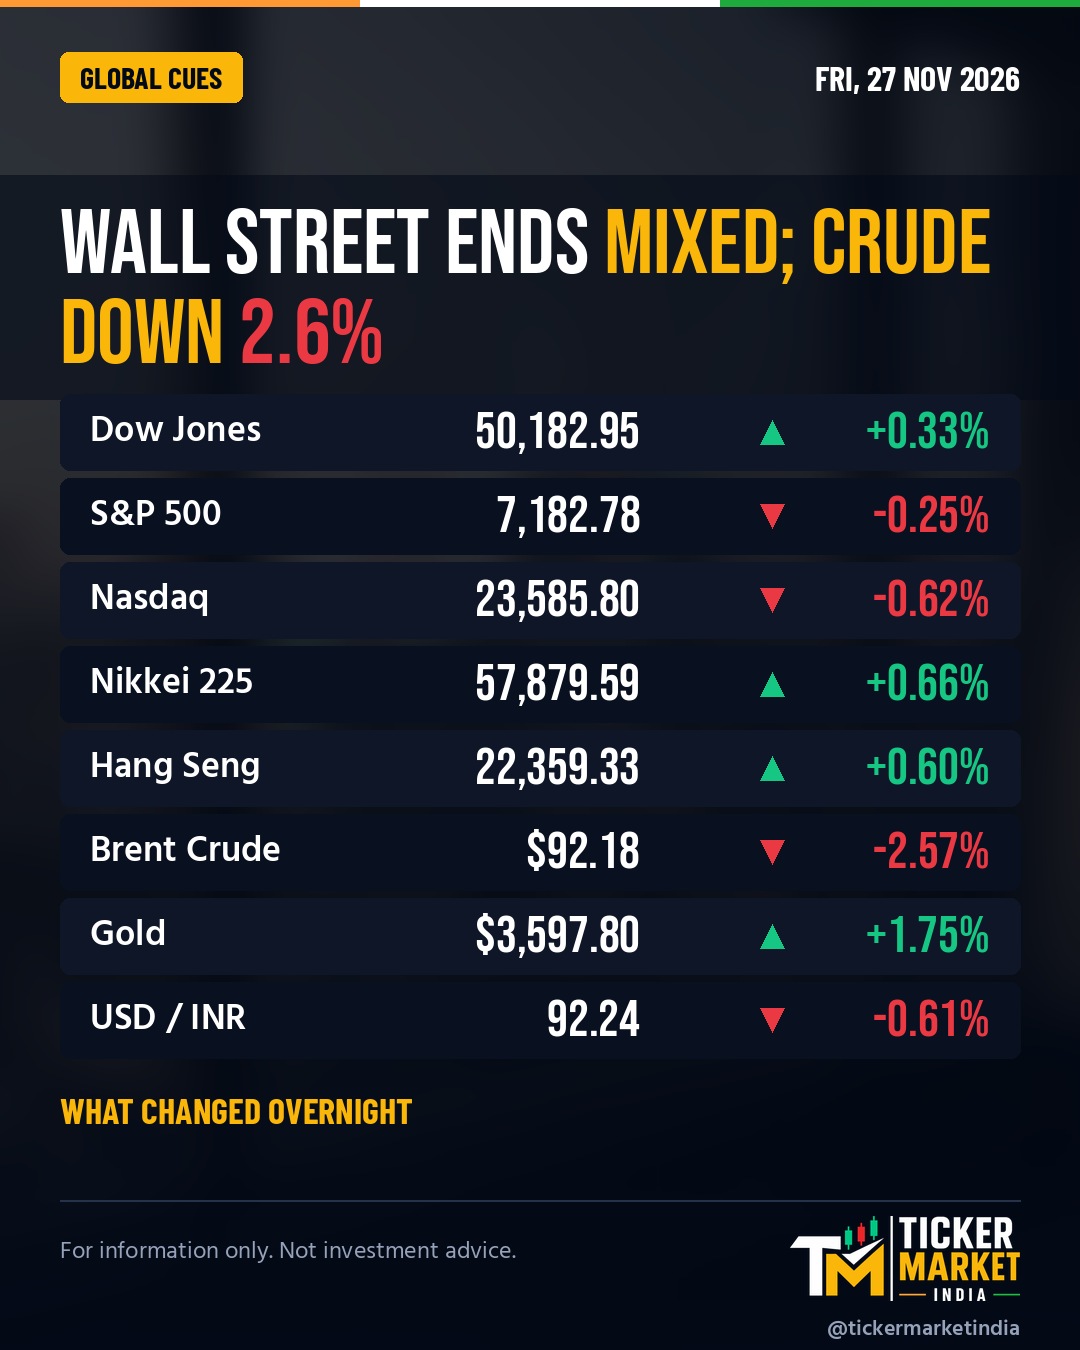 GLOBAL CUES
FRI, 27 NOV 2026
WALL STREET ENDS MIXED; CRUDE
DOWN 2.6%
Dow Jones 50,182.95 ▲ +0.33%
S&P 500 7,182.78 ▼ -0.25%
Nasdaq 23,585.80 ▼ -0.62%
Nikkei 225 57,879.59 ▲ +0.66%
Hang Seng 22,359.33 ▲ +0.60%
Brent Crude $92.18 ▼ -2.57%
Gold $3,597.80 ▲ +1.75%
USD / INR 92.24 ▼ -0.61%
WHAT CHANGED OVERNIGHT
For information only. Not investment advice.
TM
TICKER
MARKET
INDIA
@tickermarketindia